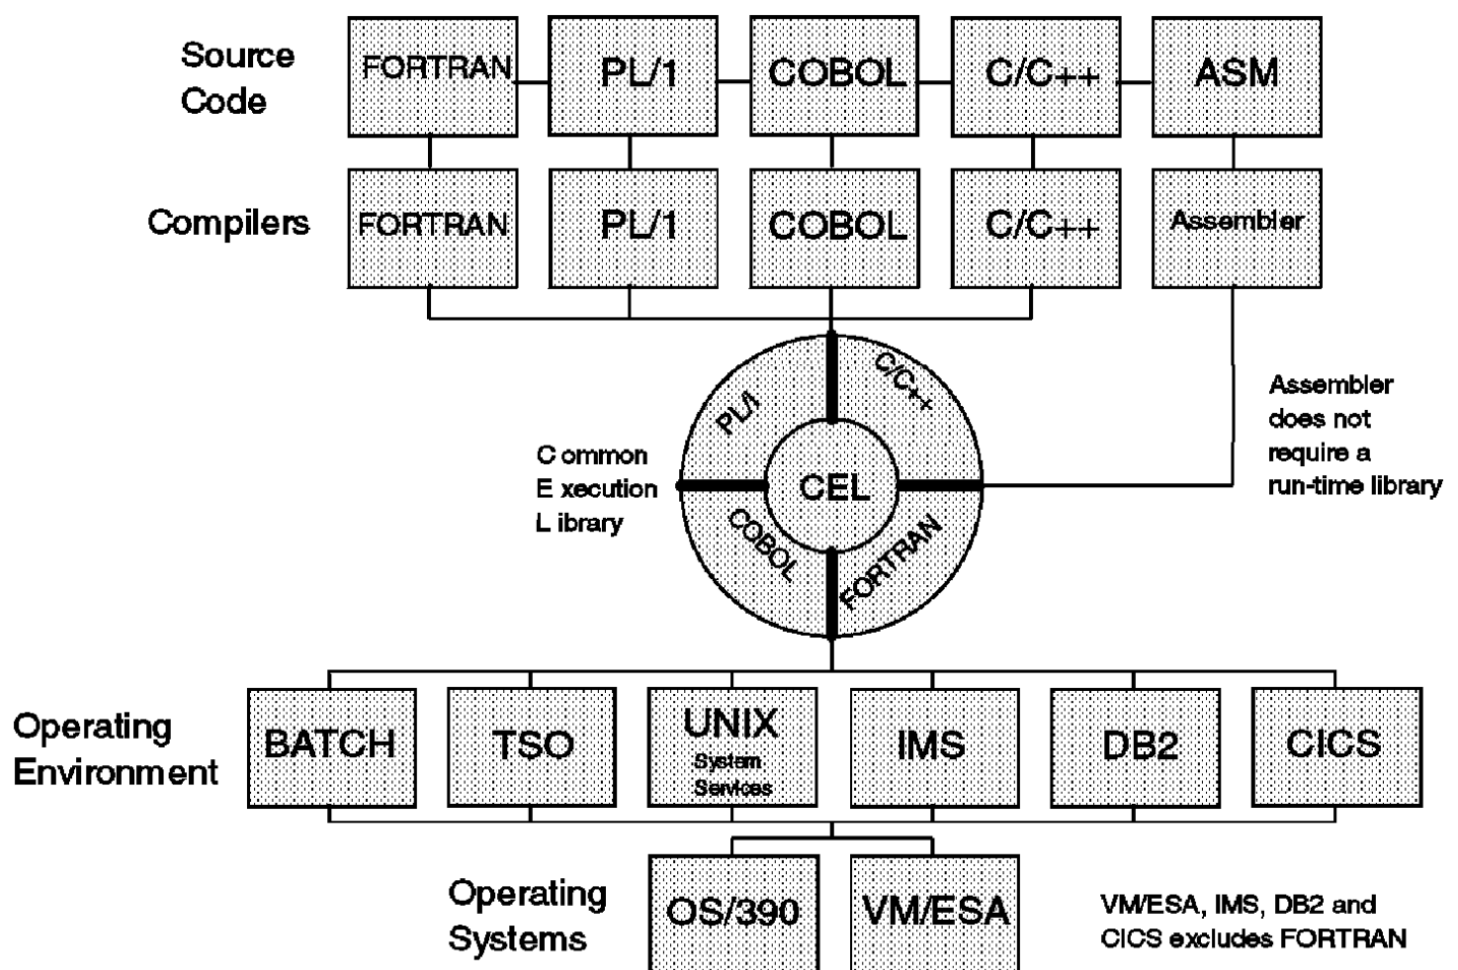 Source
Code
FORTRAN
PL/1
COBOL
C/C++
ASM
Compilers
FORTRAN
PL/1
COBOL
C/C++
Assembler
PL/I
C/C++
CEL
COBOL
FORTRAN
C ommon
E xecution
L ibrary
Assembler
does not
require a
run-time library
Operating
Environment
BATCH
TSO
UNIX
System
Services
IMS
DB2
CICS
Operating
Systems
OS/390
VM/ESA
VM/ESA, IMS, DB2 and
CICS excludes FORTRAN